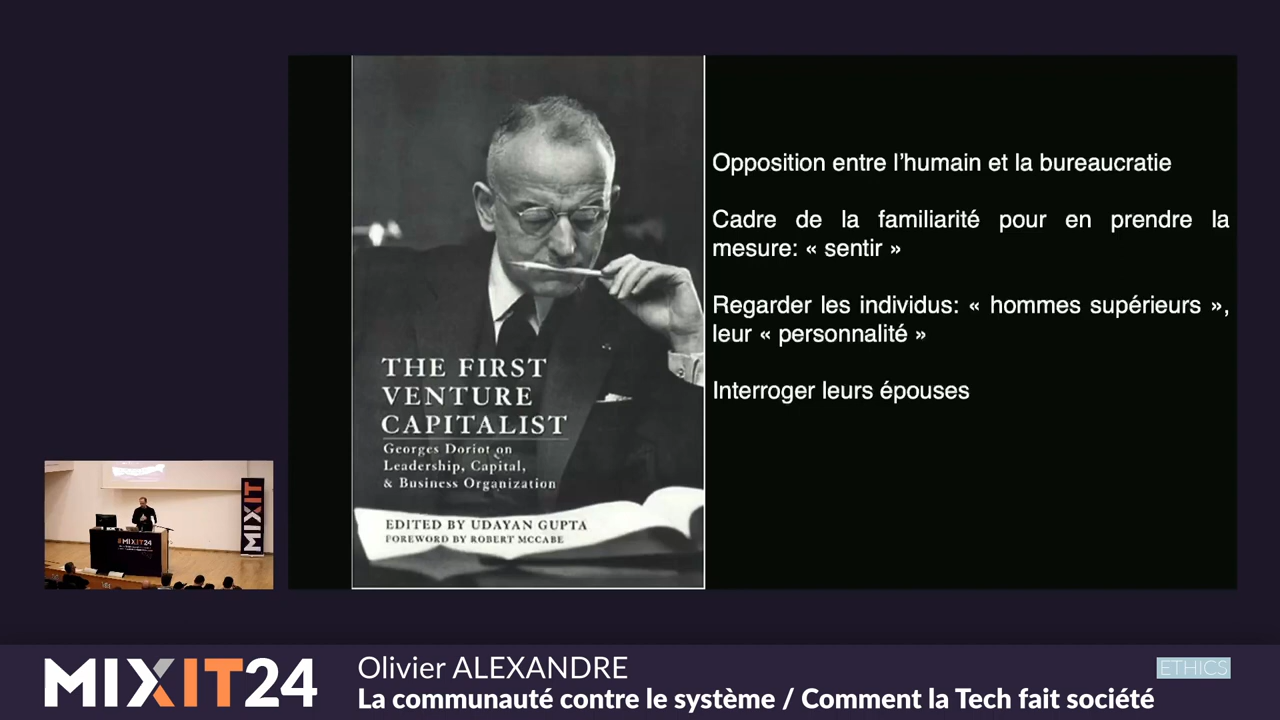 Opposition entre l’humain et la bureaucratie
Cadre de la familiarité pour en prendre la
mesure: « sentir »
Regarder les individus: « hommes supérieurs »,
leur « personnalité »
Interroger leurs épouses
THE FIRST
VENTURE
CAPITALIST
Georges Doriot on
Leadership, Capital,
& Business Organization
EDITED BY UDAYAN GUPTA
FOREWORD BY ROBERT MCCABE
MIXIT
#MIXIT24
MIXIT24
Olivier ALEXANDRE
ETHICS
La communauté contre le système / Comment la Tech fait société